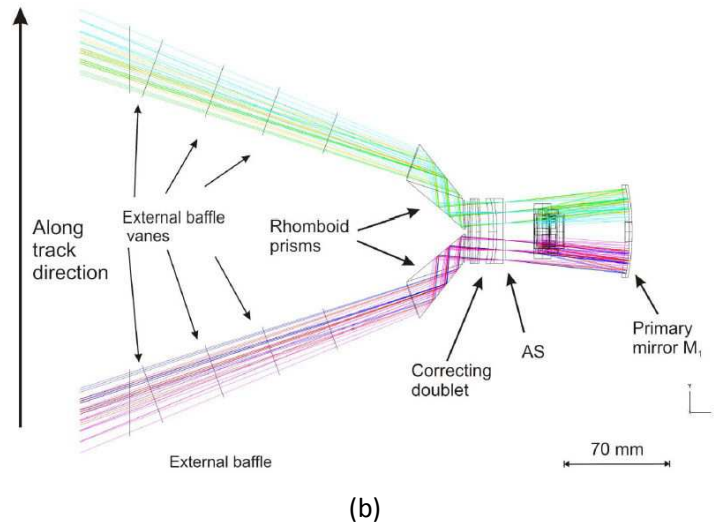 External baffle
vanes
Along
track
direction
Rhomboid
prisms
Primary
mirror M1
AS
Correcting
doublet
Y
Z
70 mm
External baffle
(b)